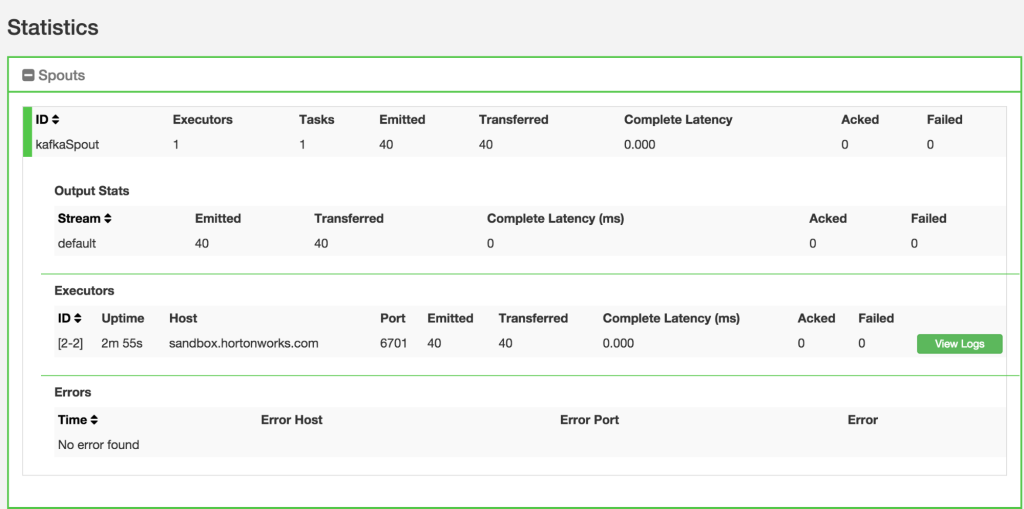 Statistics
Spouts
ID Executors Tasks Emitted Transferred Complete Latency Acked Failed
kafkaSpout 1 1 40 40 0.000 0 0
Output Stats
Stream Emitted Transferred Complete Latency (ms) Acked Failed
default 40 40 0 0 0
Executors
ID Uptime Host Port Emitted Transferred Complete Latency (ms) Acked Failed
[2-2] 2m 55s sandbox.hortonworks.com 6701 40 40 0.000 0 0 View Logs
Errors
Time Error Host Error Port Error
No error found